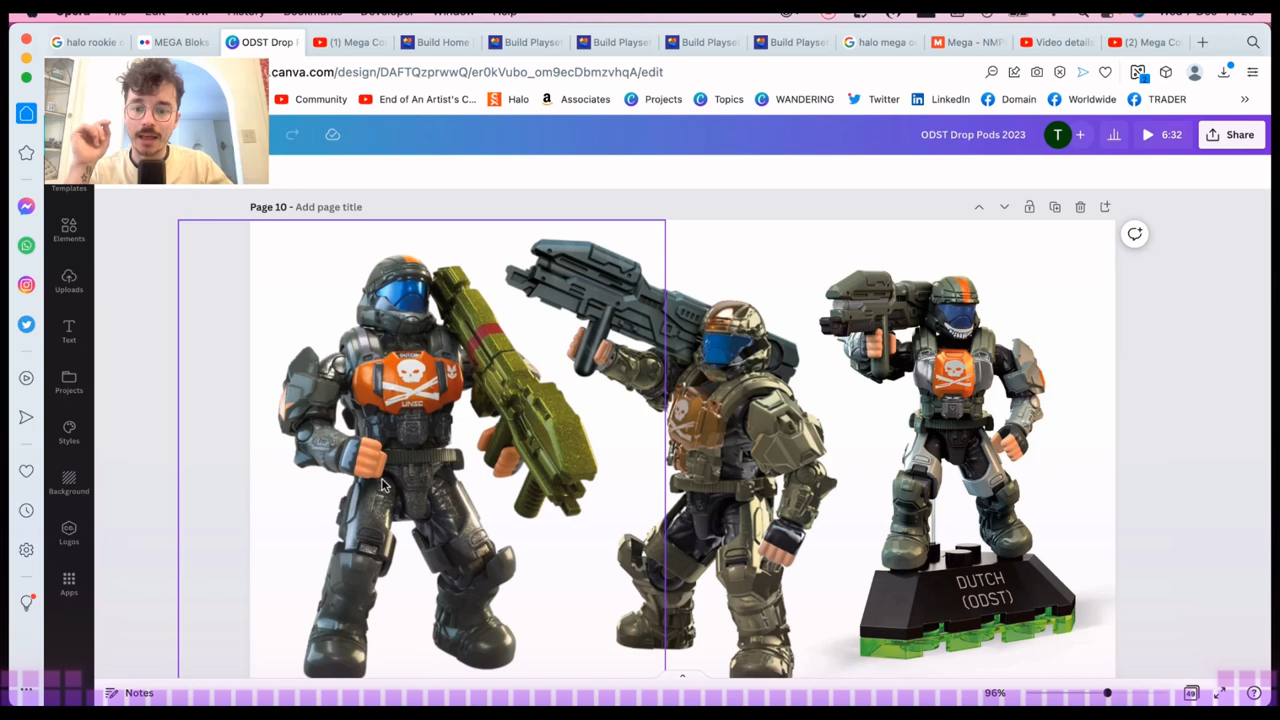 halo rookie
MEGA Bloks
ODST Drop P
(1) Mega Co
Build Home
Build Playse
Build Playse
Build Playse
Build Playse
halo mega o
Mega - NMP
Video details
(2) Mega Co
.canva.com/design/DAFTQZprwwQ/er0kVubo_om9ecDbmzvhqA/edit
Community
End of An Artist's C...
Halo
Associates
Projects
Topics
WANDERING
Twitter
LinkedIn
Domain
Worldwide
TRADER
ODST Drop Pods 2023
T
6:32
Share
Templates
Elements
Uploads
Text
Projects
Styles
Background
Logos
Apps
Page 10 - Add page title
UNSC
DUTCH
(ODST)
Notes
96%
49